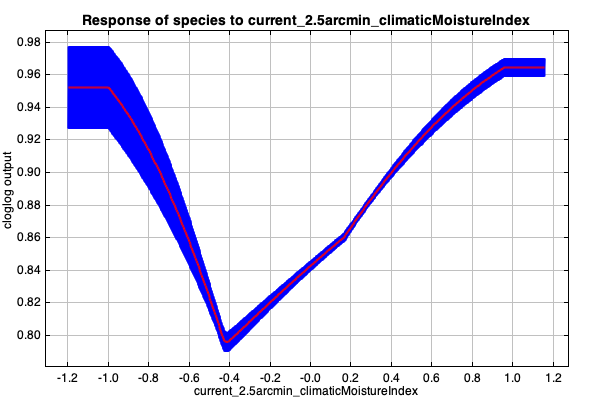 Response of species to current_2.5arcmin_climaticMoistureIndex
cloglog output
0.98
0.96
0.94
0.92
0.90
0.88
0.86
0.84
0.82
0.80
-1.2 -1.0 -0.8 -0.6 -0.4 -0.2 -0.0 0.2 0.4 0.6 0.8 1.0 1.2
current_2.5arcmin_climaticMoistureIndex